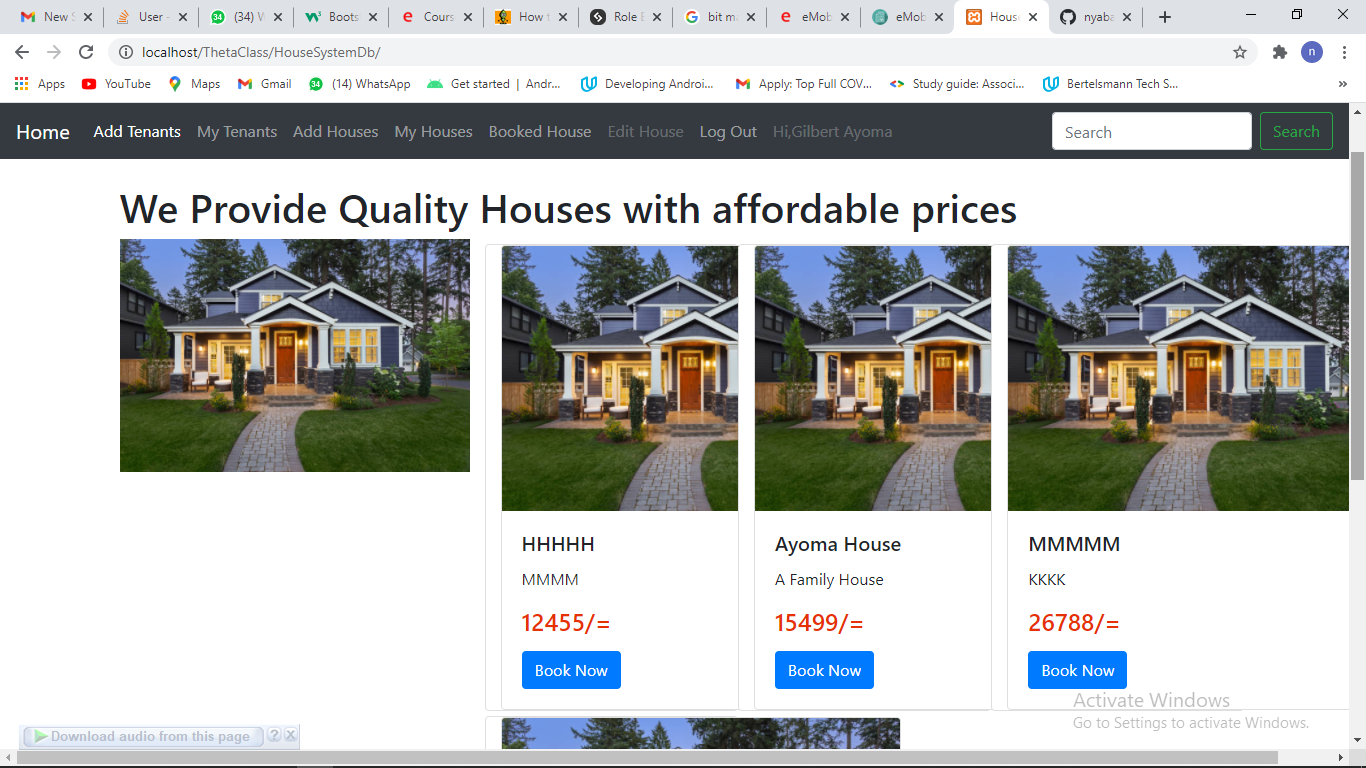 New S
User -
(34) W
Boots
Cours
How t
Role B
bit ma
eMob
eMob
House
nyaba
localhost/ThetaClass/HouseSystemDb/
n
Apps YouTube Maps Gmail (14) WhatsApp Get started | Andr... Developing Androi... Apply: Top Full COV... Study guide: Associ... Bertelsmann Tech S... »
Home Add Tenants My Tenants Add Houses My Houses Booked House Edit House Log Out Hi,Gilbert Ayoma Search Search
We Provide Quality Houses with affordable prices
HHHHH
MMMM
12455/=
Book Now
Ayoma House
A Family House
15499/=
Book Now
MMMMM
KKKK
26788/=
Book Now
Activate Windows
Go to Settings to activate Windows.
Download audio from this page ? X